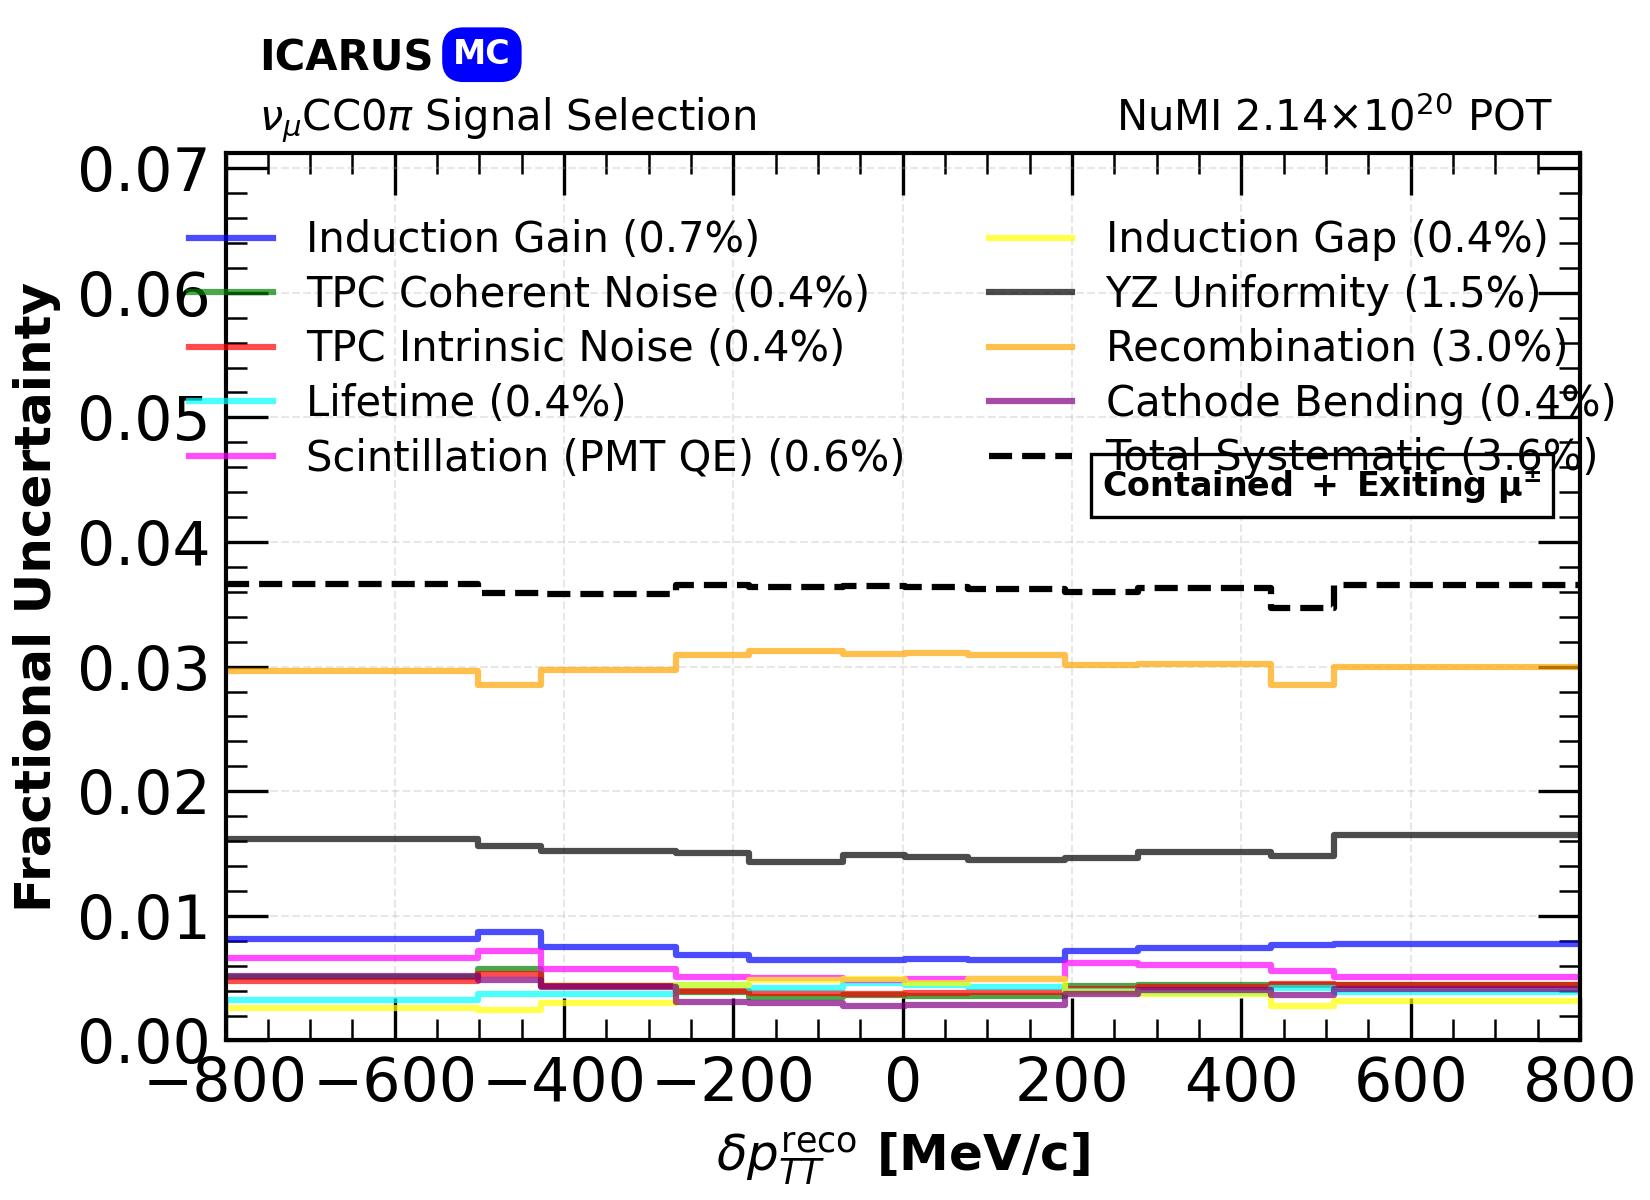 ICARUS MC
νμCC0π Signal Selection
NuMI 2.14×10²⁰ POT
0.07
0.06
0.05
0.04
0.03
0.02
0.01
0.00
Fractional Uncertainty
Induction Gain (0.7%)
TPC Coherent Noise (0.4%)
TPC Intrinsic Noise (0.4%)
Lifetime (0.4%)
Scintillation (PMT QE) (0.6%)
Induction Gap (0.4%)
YZ Uniformity (1.5%)
Recombination (3.0%)
Cathode Bending (0.4%)
Total Systematic (3.6%)
Contained + Exiting μ±
−800 −600 −400 −200 0 200 400 600 800
δp_TT^reco [MeV/c]